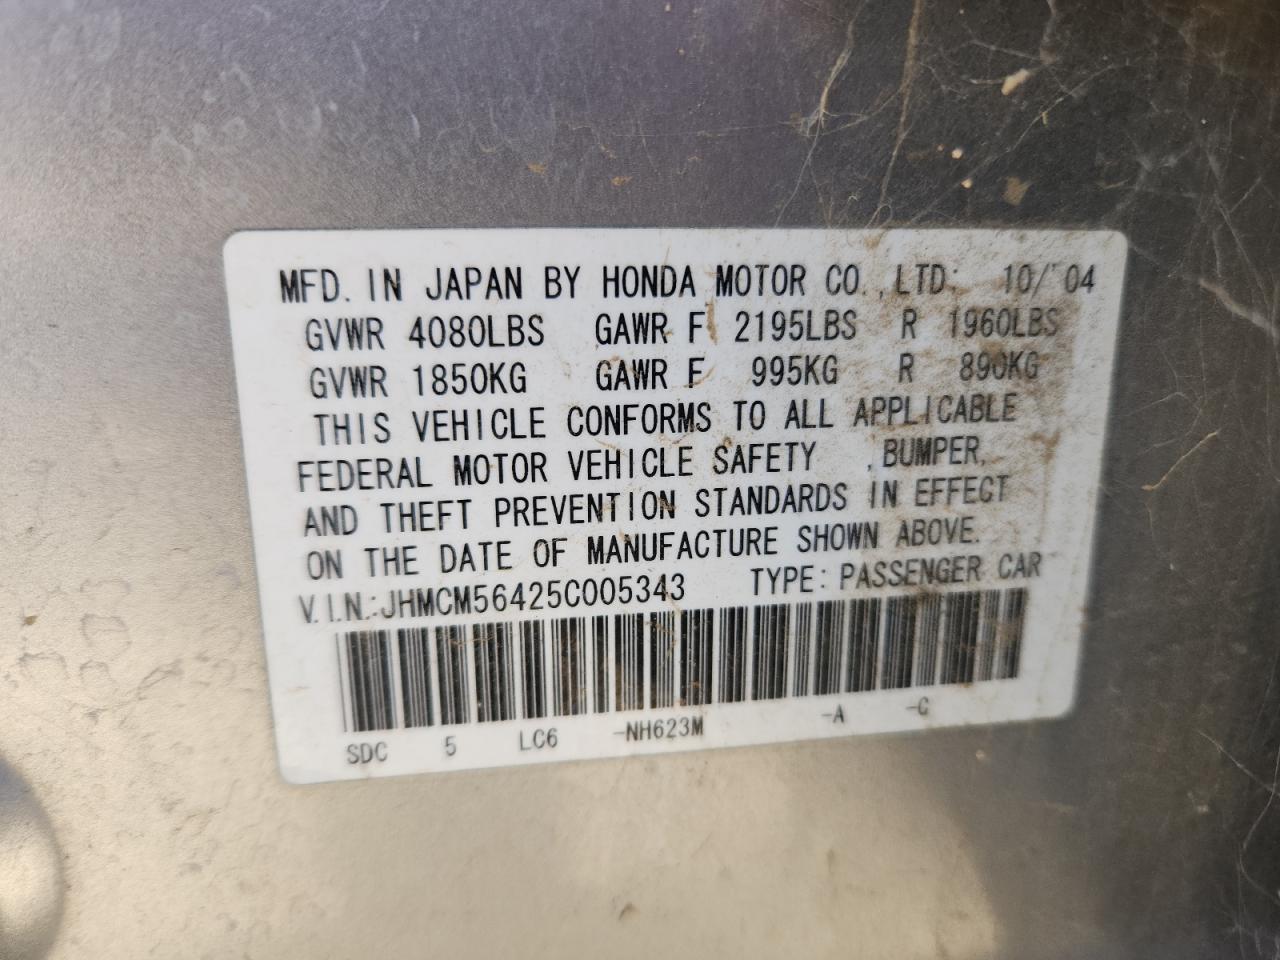 MFD. IN JAPAN BY HONDA MOTOR CO.,LTD: 10/'04
GVWR 4080LBS GAWR F 2195LBS R 1960LBS
GVWR 1850KG GAWR F 995KG R 890KG
THIS VEHICLE CONFORMS TO ALL APPLICABLE
FEDERAL MOTOR VEHICLE SAFETY ,BUMPER,
AND THEFT PREVENTION STANDARDS IN EFFECT
ON THE DATE OF MANUFACTURE SHOWN ABOVE.
V.I.N.:JHMCM56425C005343 TYPE: PASSENGER CAR
SDC 5 LC6 -NH623M -A -C